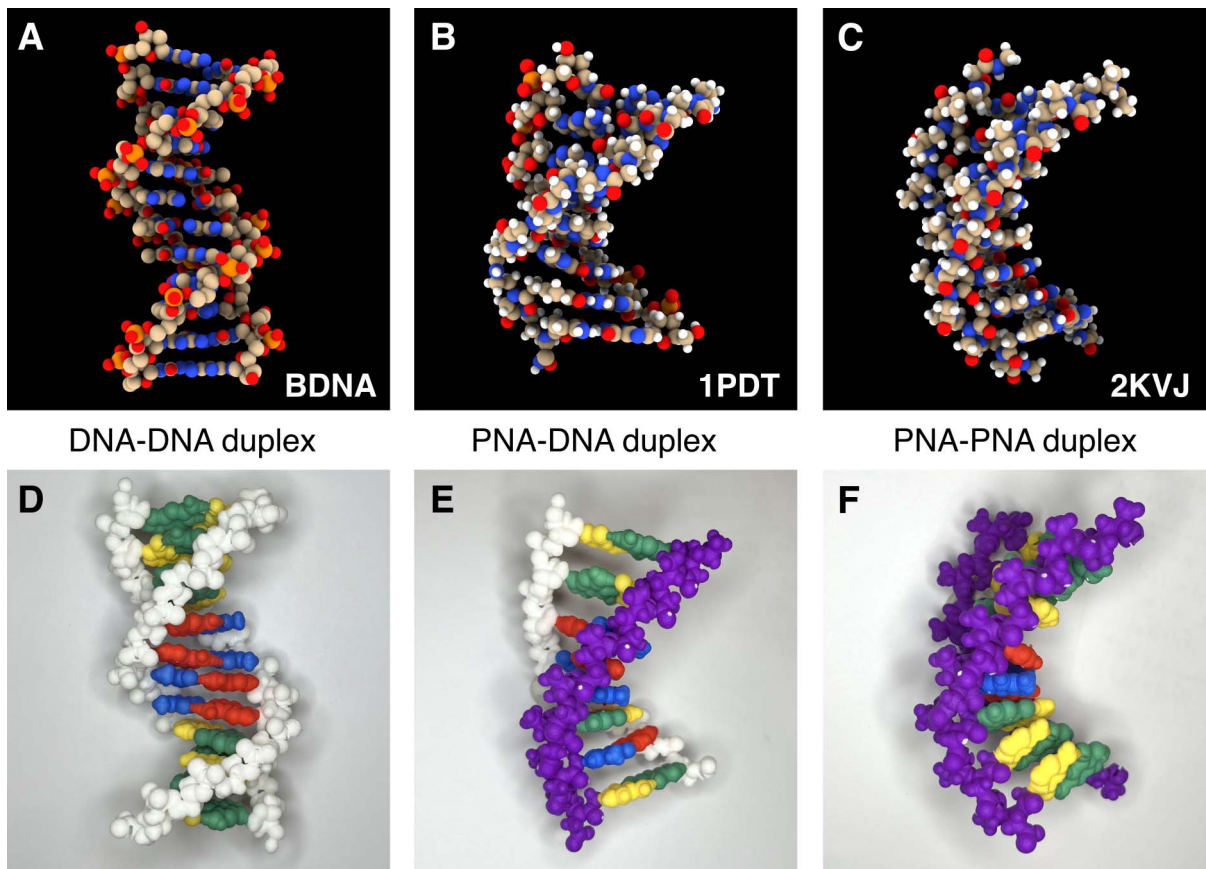 A
BDNA
B
1PDT
C
2KVJ
DNA-DNA duplex
PNA-DNA duplex
PNA-PNA duplex
D
E
F